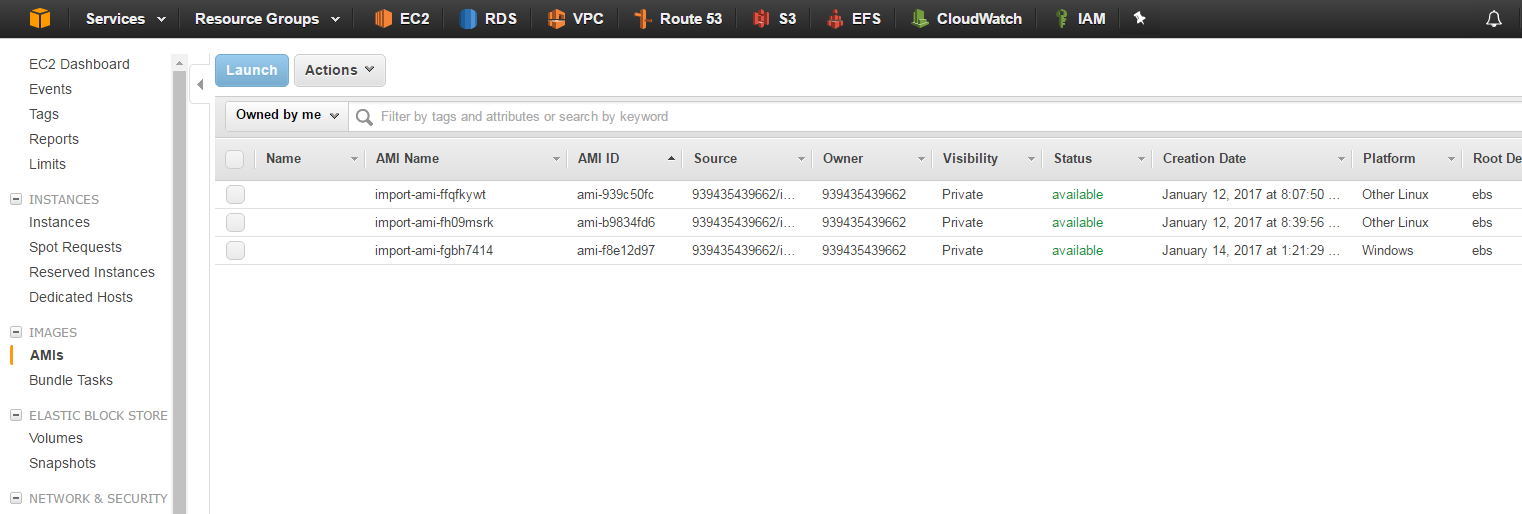 Services Resource Groups EC2 RDS VPC Route 53 S3 EFS CloudWatch IAM
EC2 Dashboard
Events
Tags
Reports
Limits
INSTANCES
Instances
Spot Requests
Reserved Instances
Dedicated Hosts
IMAGES
AMIs
Bundle Tasks
ELASTIC BLOCK STORE
Volumes
Snapshots
NETWORK & SECURITY
Launch Actions
Owned by me Filter by tags and attributes or search by keyword
Name AMI Name AMI ID Source Owner Visibility Status Creation Date Platform Root De
import-ami-ffqfkywt ami-939c50fc 939435439662/i… 939435439662 Private available January 12, 2017 at 8:07:50 … Other Linux ebs
import-ami-fh09msrk ami-b9834fd6 939435439662/i… 939435439662 Private available January 12, 2017 at 8:39:56 … Other Linux ebs
import-ami-fgbh7414 ami-f8e12d97 939435439662/i… 939435439662 Private available January 14, 2017 at 1:21:29 … Windows ebs